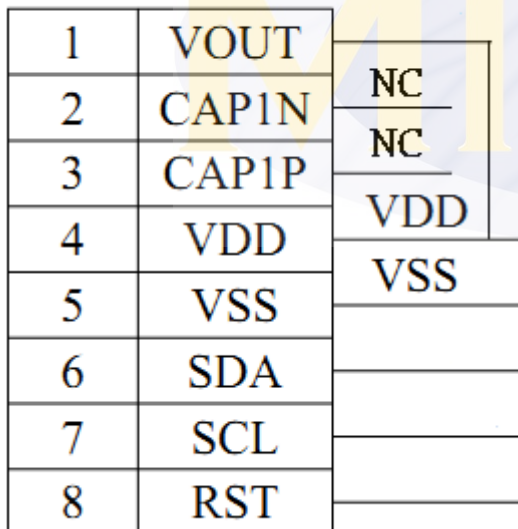 1 VOUT
2 CAP1N NC
3 CAP1P NC
4 VDD VDD
5 VSS VSS
6 SDA
7 SCL
8 RST